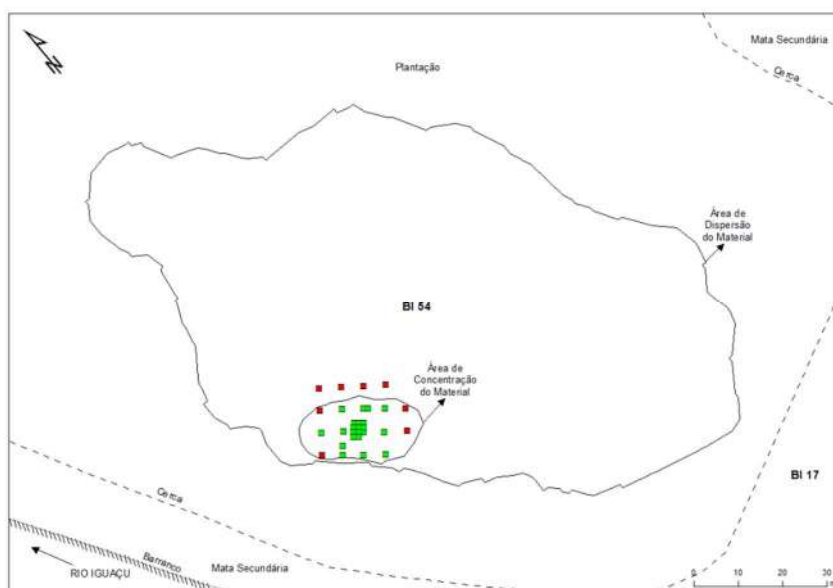 N
Mata Secundária
Plantação
Cerca
Área de
Dispersão
do Material
BI 54
Área de
Concentração
do Material
BI 17
Cerca
Barranco
Mata Secundária
RIO IGUAÇU
0 10 20 30